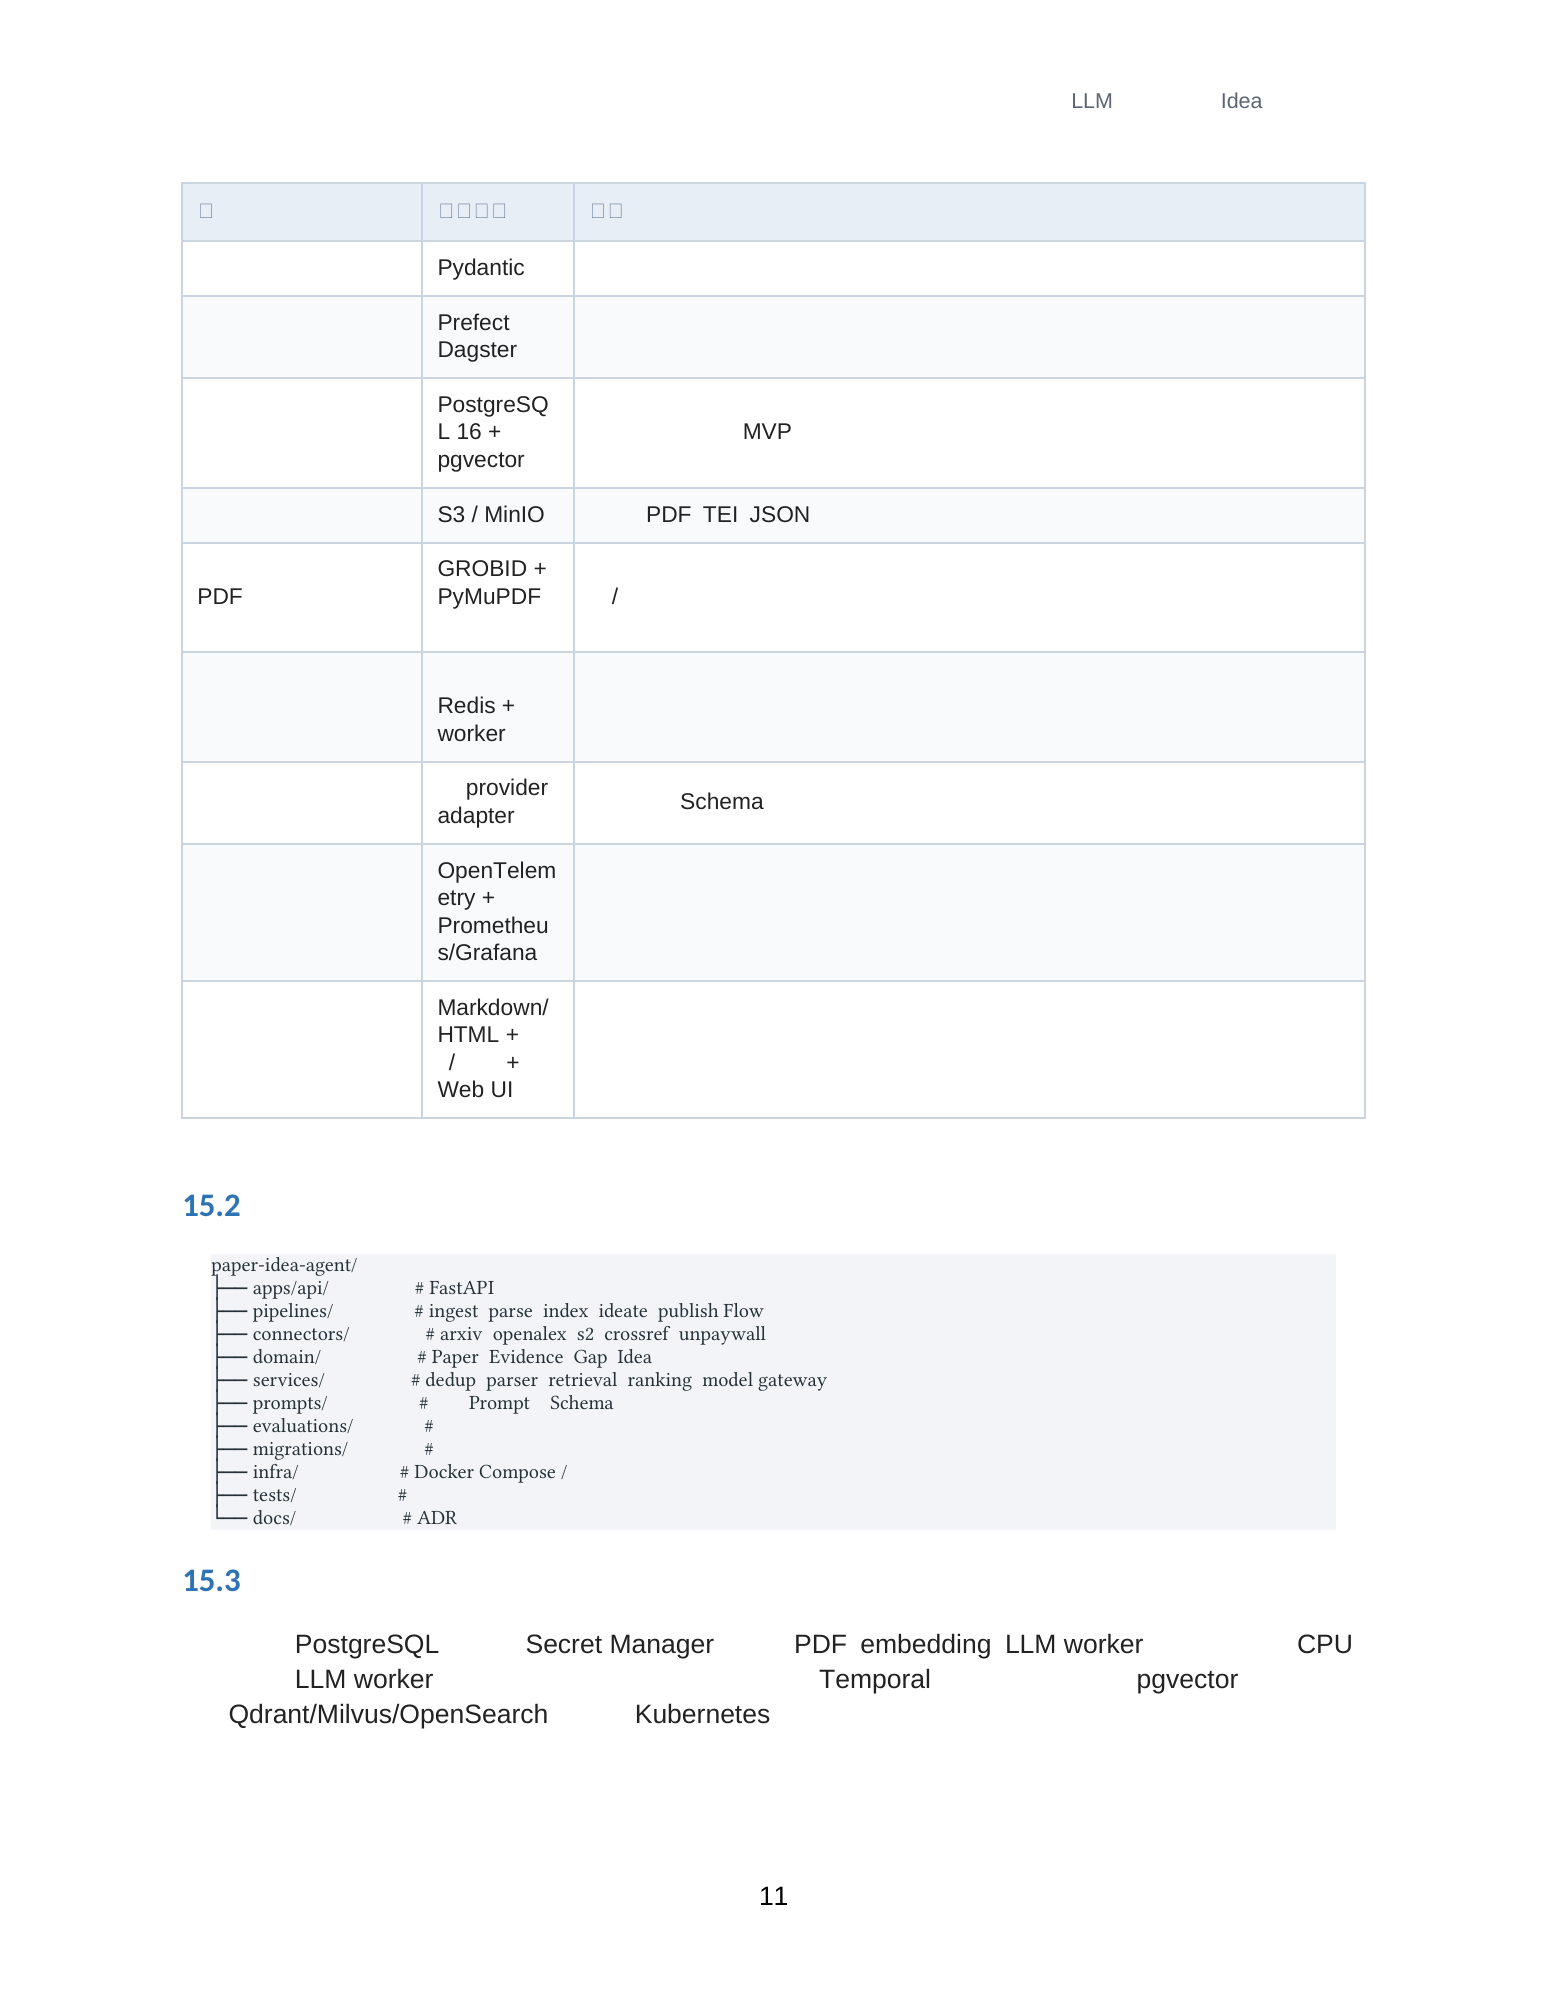 LLM Idea
Pydantic
Prefect
Dagster
PostgreSQ
L 16 +
pgvector
MVP
S3 / MinIO
PDF TEI JSON
PDF
GROBID +
PyMuPDF
/
Redis +
worker
provider
adapter
Schema
OpenTelem
etry +
Prometheu
s/Grafana
Markdown/
HTML +
/ +
Web UI
15.2
paper-idea-agent/
├── apps/api/ # FastAPI
├── pipelines/ # ingest parse index ideate publish Flow
├── connectors/ # arxiv openalex s2 crossref unpaywall
├── domain/ # Paper Evidence Gap Idea
├── services/ # dedup parser retrieval ranking model gateway
├── prompts/ # Prompt Schema
├── evaluations/ #
├── migrations/ #
├── infra/ # Docker Compose /
├── tests/ #
└── docs/ # ADR
15.3
PostgreSQL Secret Manager PDF embedding LLM worker CPU
LLM worker Temporal pgvector
Qdrant/Milvus/OpenSearch Kubernetes
11